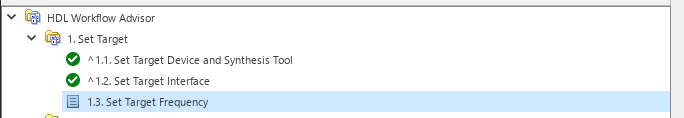 HDL Workflow Advisor
1. Set Target
^1.1. Set Target Device and Synthesis Tool
^1.2. Set Target Interface
1.3. Set Target Frequency